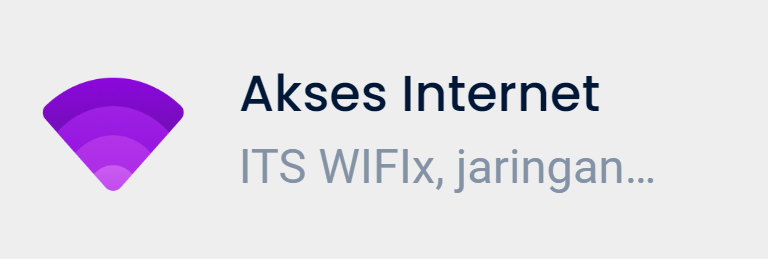 Akses Internet
ITS WIFIx, jaringan...